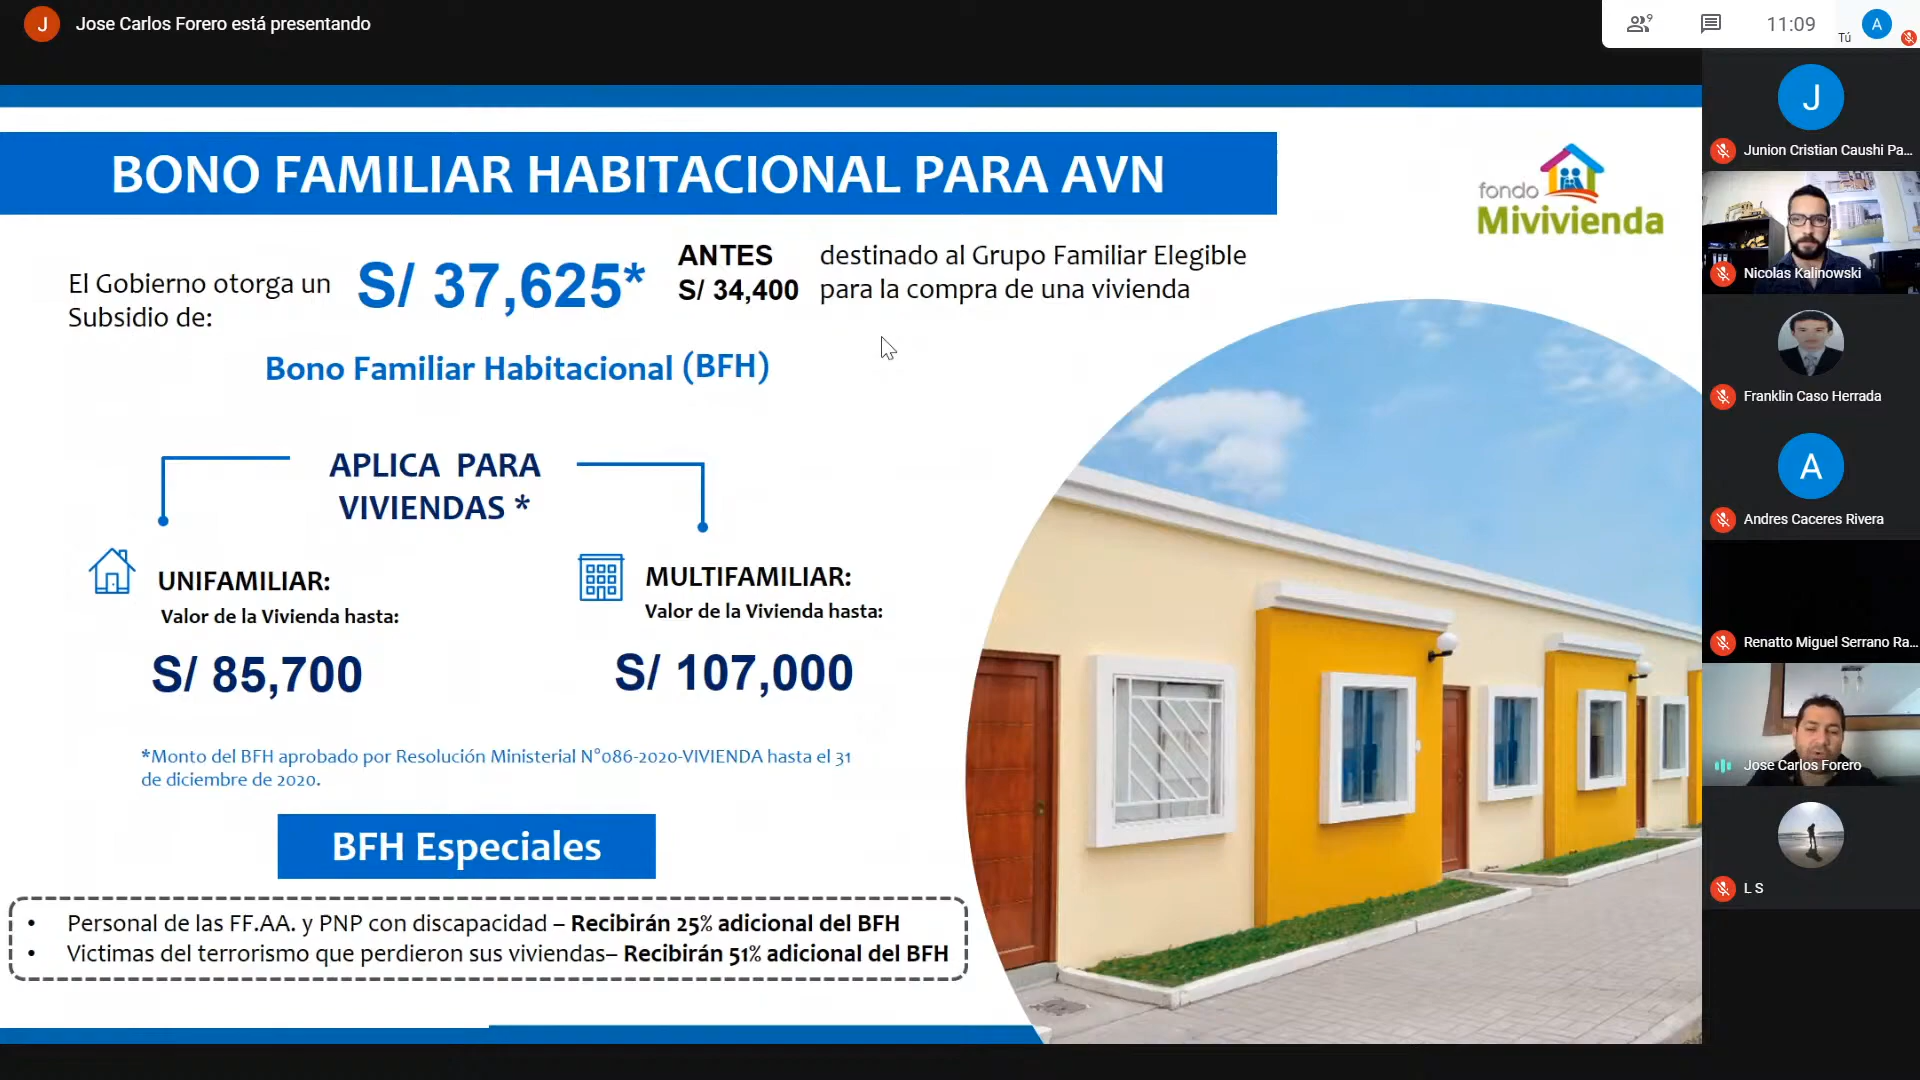 J
Jose Carlos Forero está presentando
9
11:09
Tú
A
BONO FAMILIAR HABITACIONAL PARA AVN
fondo
Mivivienda
El Gobierno otorga un
Subsidio de:
S/ 37,625*
ANTES
S/ 34,400
destinado al Grupo Familiar Elegible
para la compra de una vivienda
Bono Familiar Habitacional (BFH)
APLICA PARA
VIVIENDAS *
UNIFAMILIAR:
Valor de la Vivienda hasta:
S/ 85,700
MULTIFAMILIAR:
Valor de la Vivienda hasta:
S/ 107,000
*Monto del BFH aprobado por Resolución Ministerial N°086-2020-VIVIENDA hasta el 31
de diciembre de 2020.
BFH Especiales
• Personal de las FF.AA. y PNP con discapacidad – Recibirán 25% adicional del BFH
• Victimas del terrorismo que perdieron sus viviendas– Recibirán 51% adicional del BFH
J
Junion Cristian Caushi Pa...
Nicolas Kalinowski
Franklin Caso Herrada
A
Andres Caceres Rivera
Renatto Miguel Serrano Ra...
Jose Carlos Forero
L S